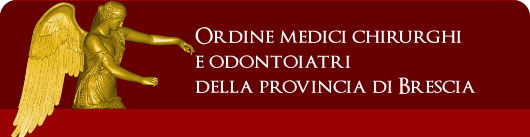 Ordine medici chirurghi
e odontoiatri
della provincia di Brescia